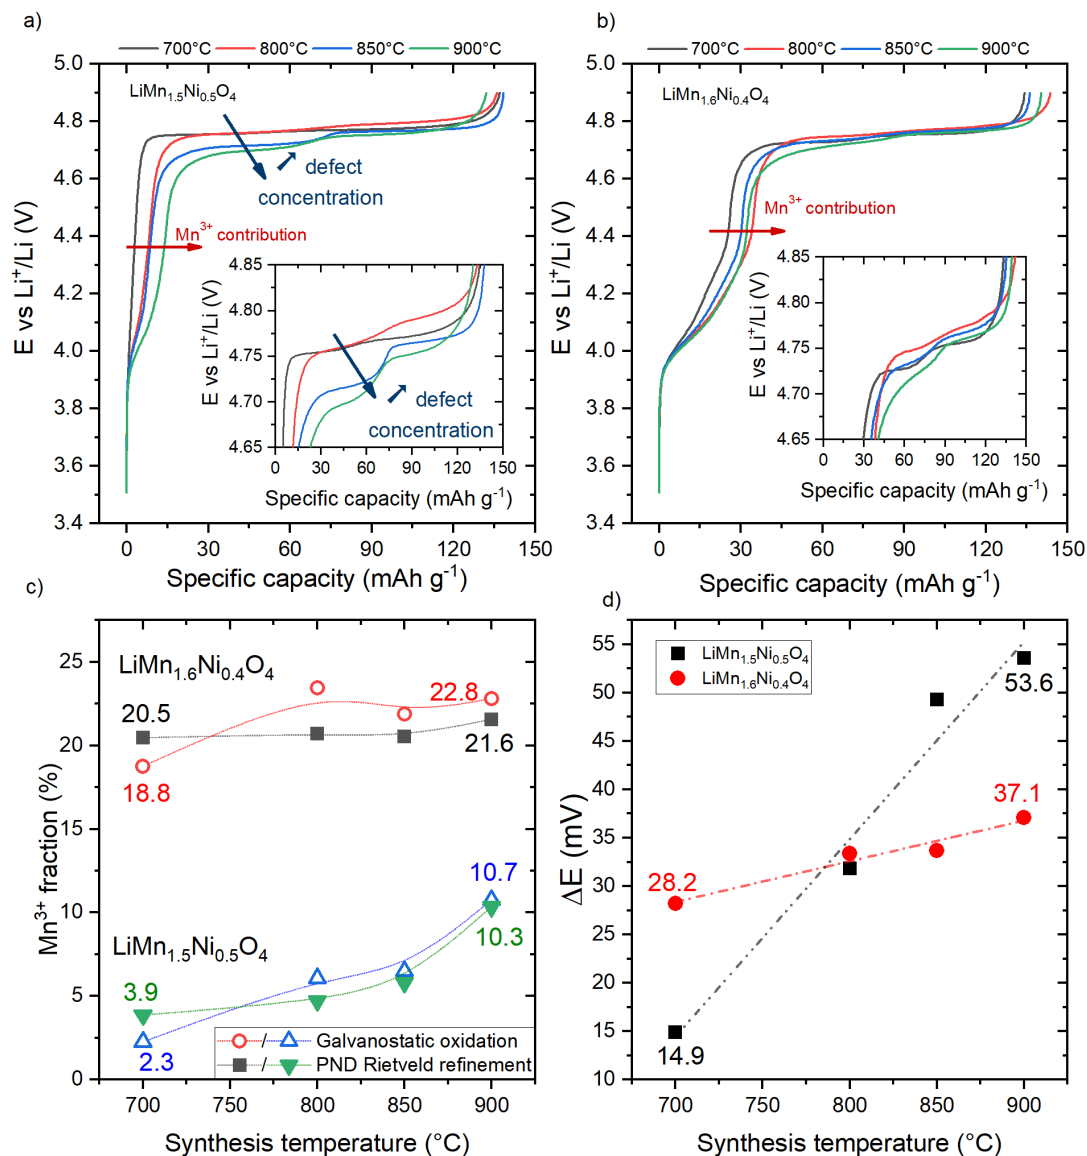 a)
700°C 800°C 850°C 900°C
5.0
4.8
4.6
4.4
4.2
4.0
3.8
3.6
3.4
E vs Li⁺/Li (V)
LiMn₁.₅Ni₀.₅O₄
defect
concentration
Mn³⁺ contribution
4.85
4.80
4.75
4.70
4.65
E vs Li⁺/Li (V)
defect
concentration
0 30 60 90 120 150
Specific capacity (mAh g⁻¹)
0 30 60 90 120 150
Specific capacity (mAh g⁻¹)
b)
700°C 800°C 850°C 900°C
5.0
4.8
4.6
4.4
4.2
4.0
3.8
3.6
3.4
E vs Li⁺/Li (V)
LiMn₁.₆Ni₀.₄O₄
Mn³⁺ contribution
4.85
4.80
4.75
4.70
4.65
E vs Li⁺/Li (V)
0 30 60 90 120 150
Specific capacity (mAh g⁻¹)
0 30 60 90 120 150
Specific capacity (mAh g⁻¹)
c)
25
20
15
10
5
0
Mn³⁺ fraction (%)
LiMn₁.₆Ni₀.₄O₄
20.5
22.8
18.8
21.6
LiMn₁.₅Ni₀.₅O₄
10.7
10.3
3.9
2.3
/ Galvanostatic oxidation
/ PND Rietveld refinement
700 750 800 850 900
Synthesis temperature (°C)
d)
55
50
45
40
35
30
25
20
15
10
ΔE (mV)
LiMn₁.₅Ni₀.₅O₄
LiMn₁.₆Ni₀.₄O₄
53.6
37.1
28.2
14.9
700 750 800 850 900
Synthesis temperature (°C)